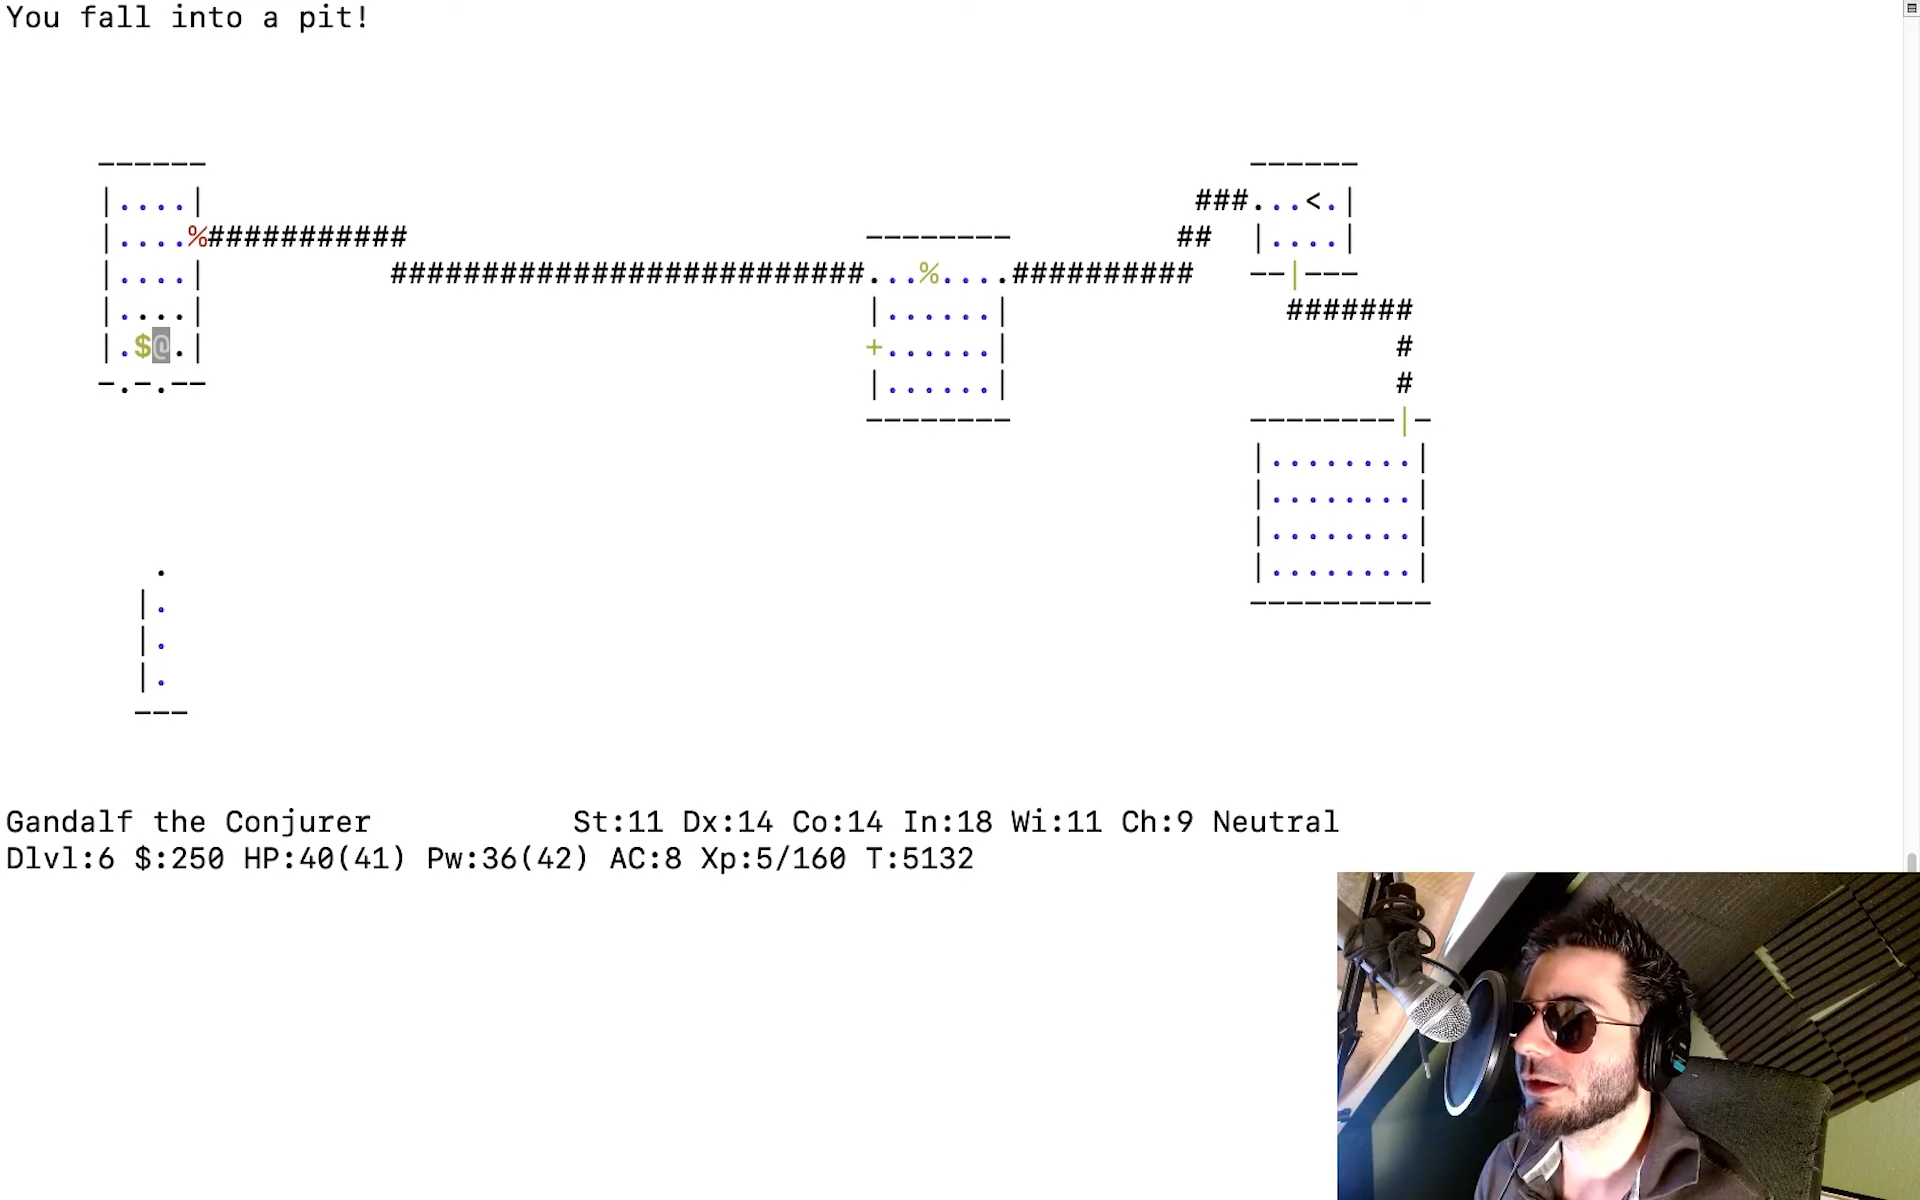 You fall into a pit!
------ ------
|....| ###...<.|
|....%########### -------- ## |....|
|....| ##########################...%....########## --|---
|....| |......| #######
|.$@.| +......| #
-.-.-- |......| #
-------- --------|-
|........|
|........|
|........|
. |........|
|. ----------
|.
|.
---
Gandalf the Conjurer St:11 Dx:14 Co:14 In:18 Wi:11 Ch:9 Neutral
Dlvl:6 $:250 HP:40(41) Pw:36(42) AC:8 Xp:5/160 T:5132